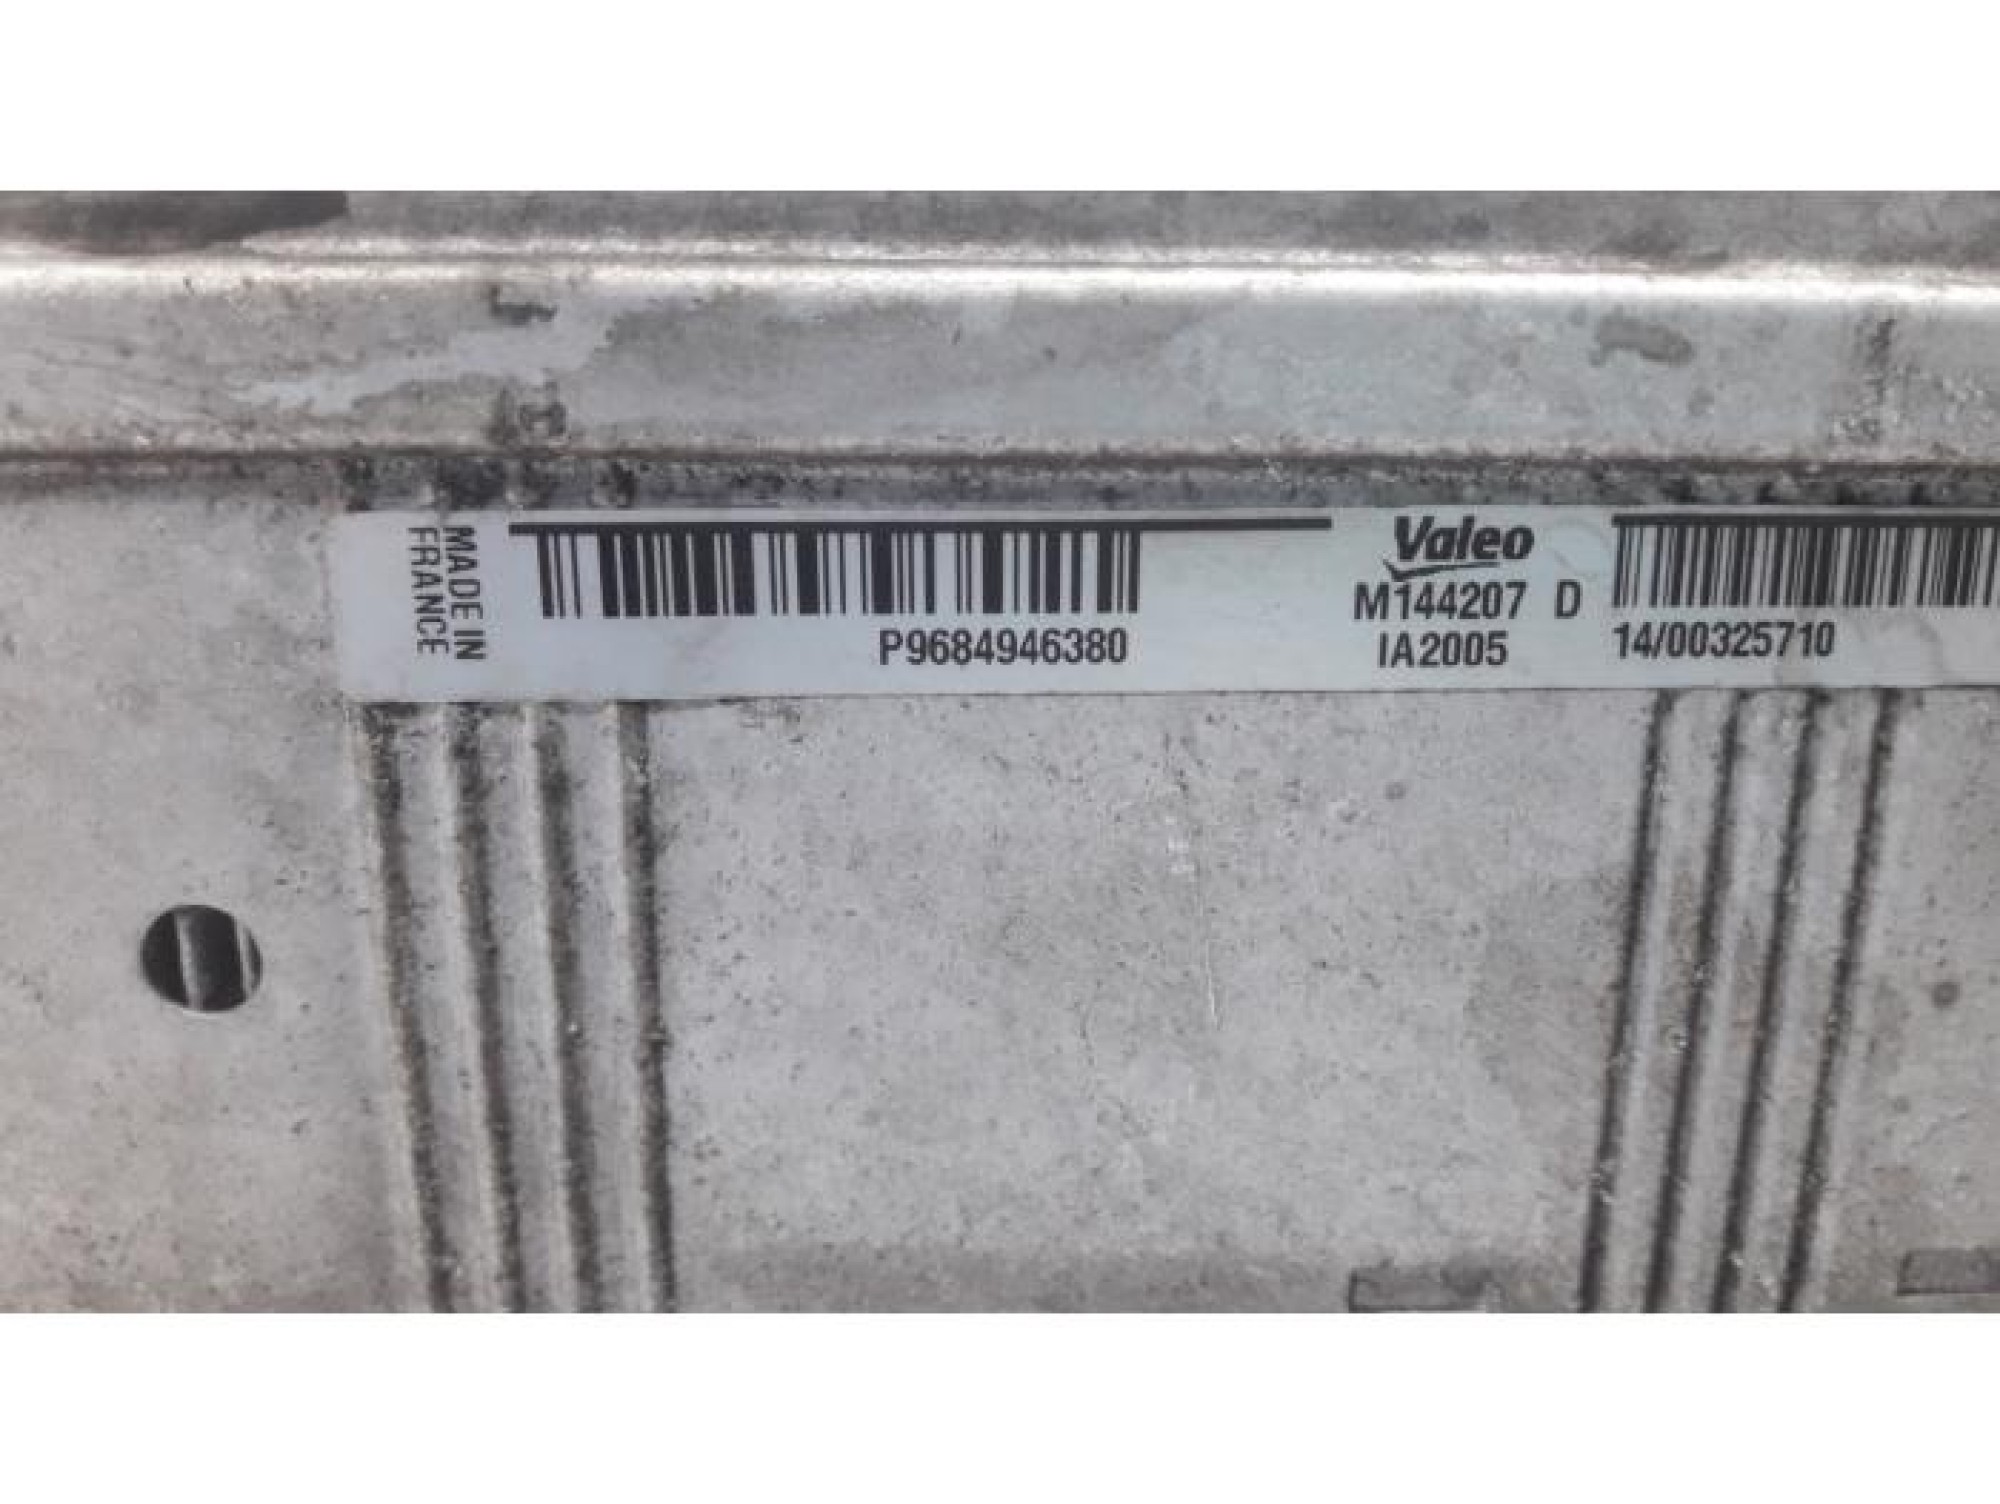 MADE IN
FRANCE
P9684946380
Valeo
M144207 D
IA2005
14/00325710